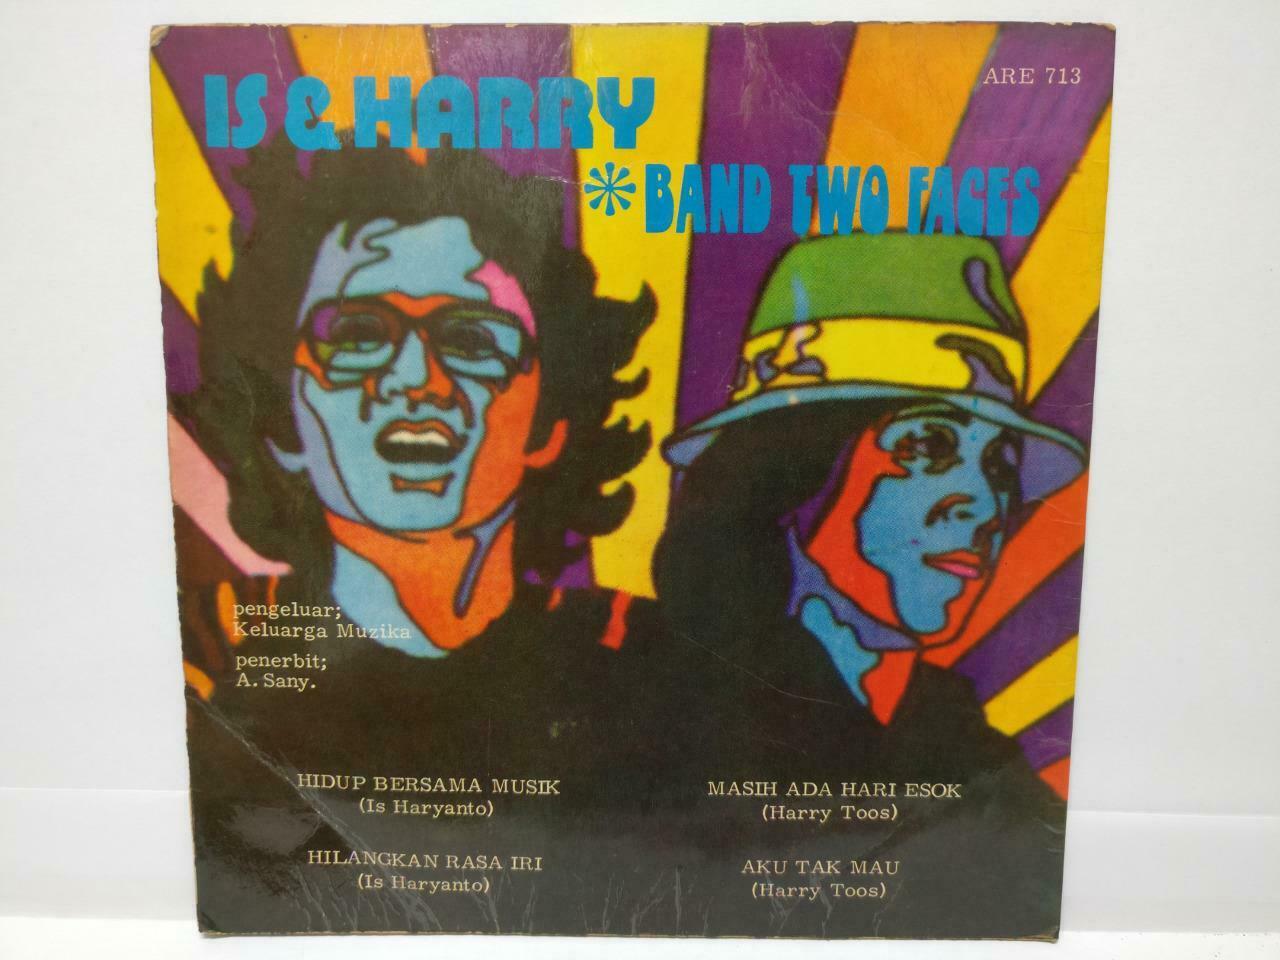 ARE 713
IS & HARRY
* BAND TWO FACES
pengeluar;
Keluarga Muzika
penerbit;
A. Sany.
HIDUP BERSAMA MUSIK
(Is Haryanto)
HILANGKAN RASA IRI
(Is Haryanto)
MASIH ADA HARI ESOK
(Harry Toos)
AKU TAK MAU
(Harry Toos)